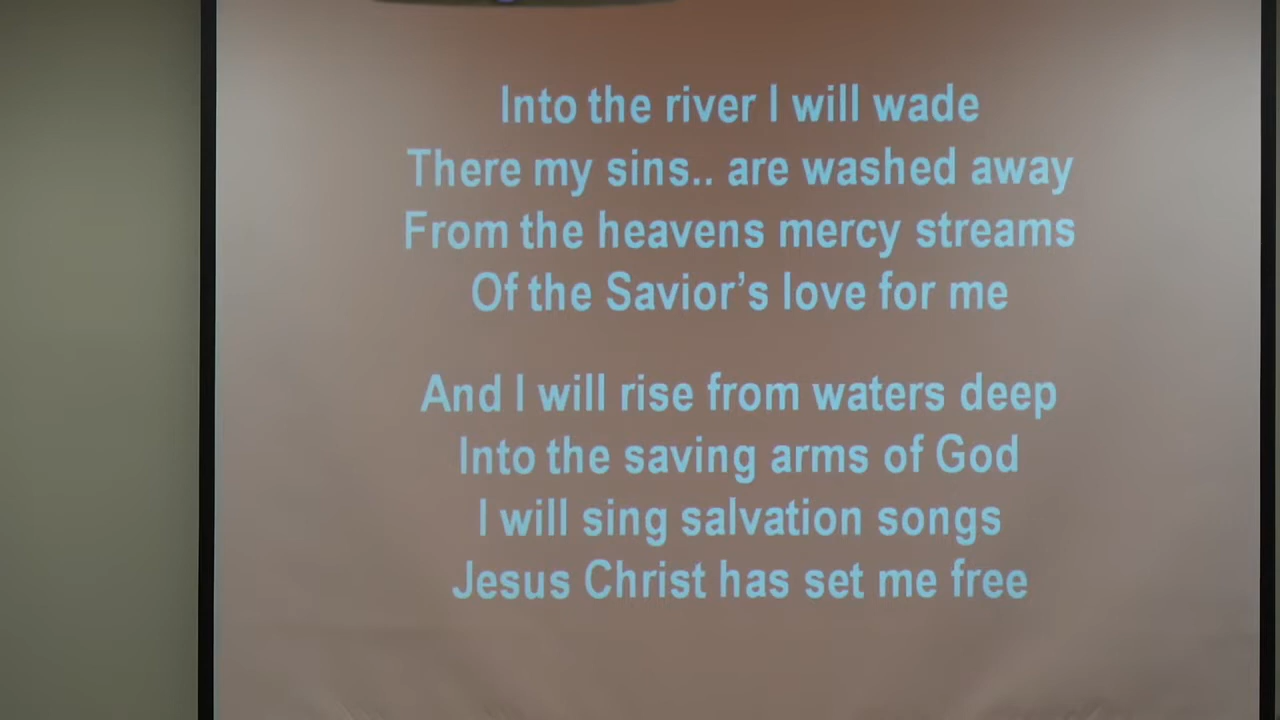 Into the river I will wade
There my sins.. are washed away
From the heavens mercy streams
Of the Savior’s love for me
And I will rise from waters deep
Into the saving arms of God
I will sing salvation songs
Jesus Christ has set me free